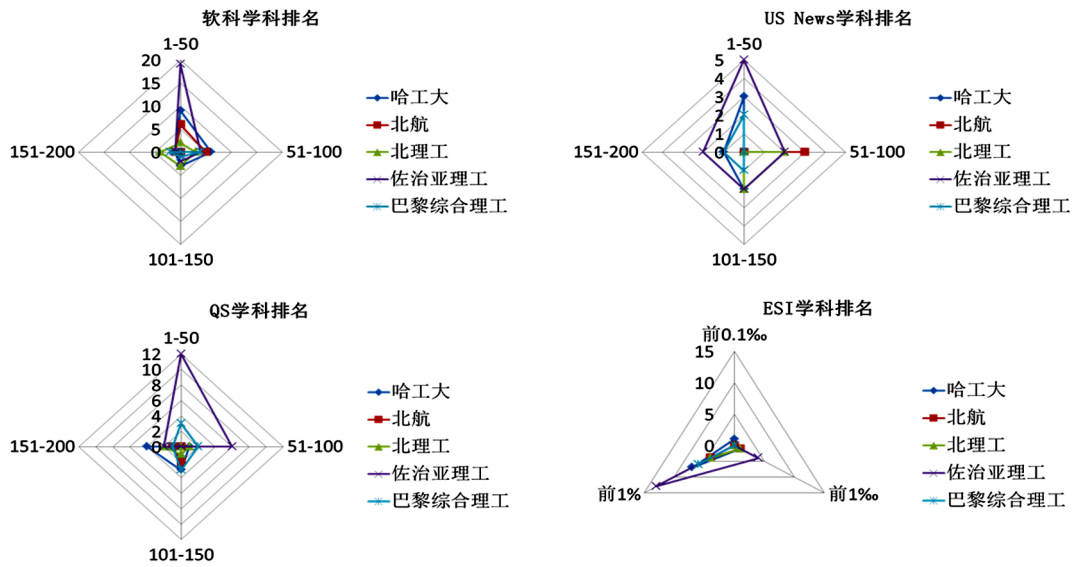 软科学科排名
1-50
20
15
10
5
0
151-200
51-100
101-150
哈工大
北航
北理工
佐治亚理工
巴黎综合理工
US News学科排名
1-50
5
4
3
2
1
0
151-200
51-100
101-150
哈工大
北航
北理工
佐治亚理工
巴黎综合理工
QS学科排名
1-50
12
10
8
6
4
2
0
151-200
51-100
101-150
哈工大
北航
北理工
佐治亚理工
巴黎综合理工
ESI学科排名
前0.1‰
15
10
5
0
前1%
前1‰
哈工大
北航
北理工
佐治亚理工
巴黎综合理工